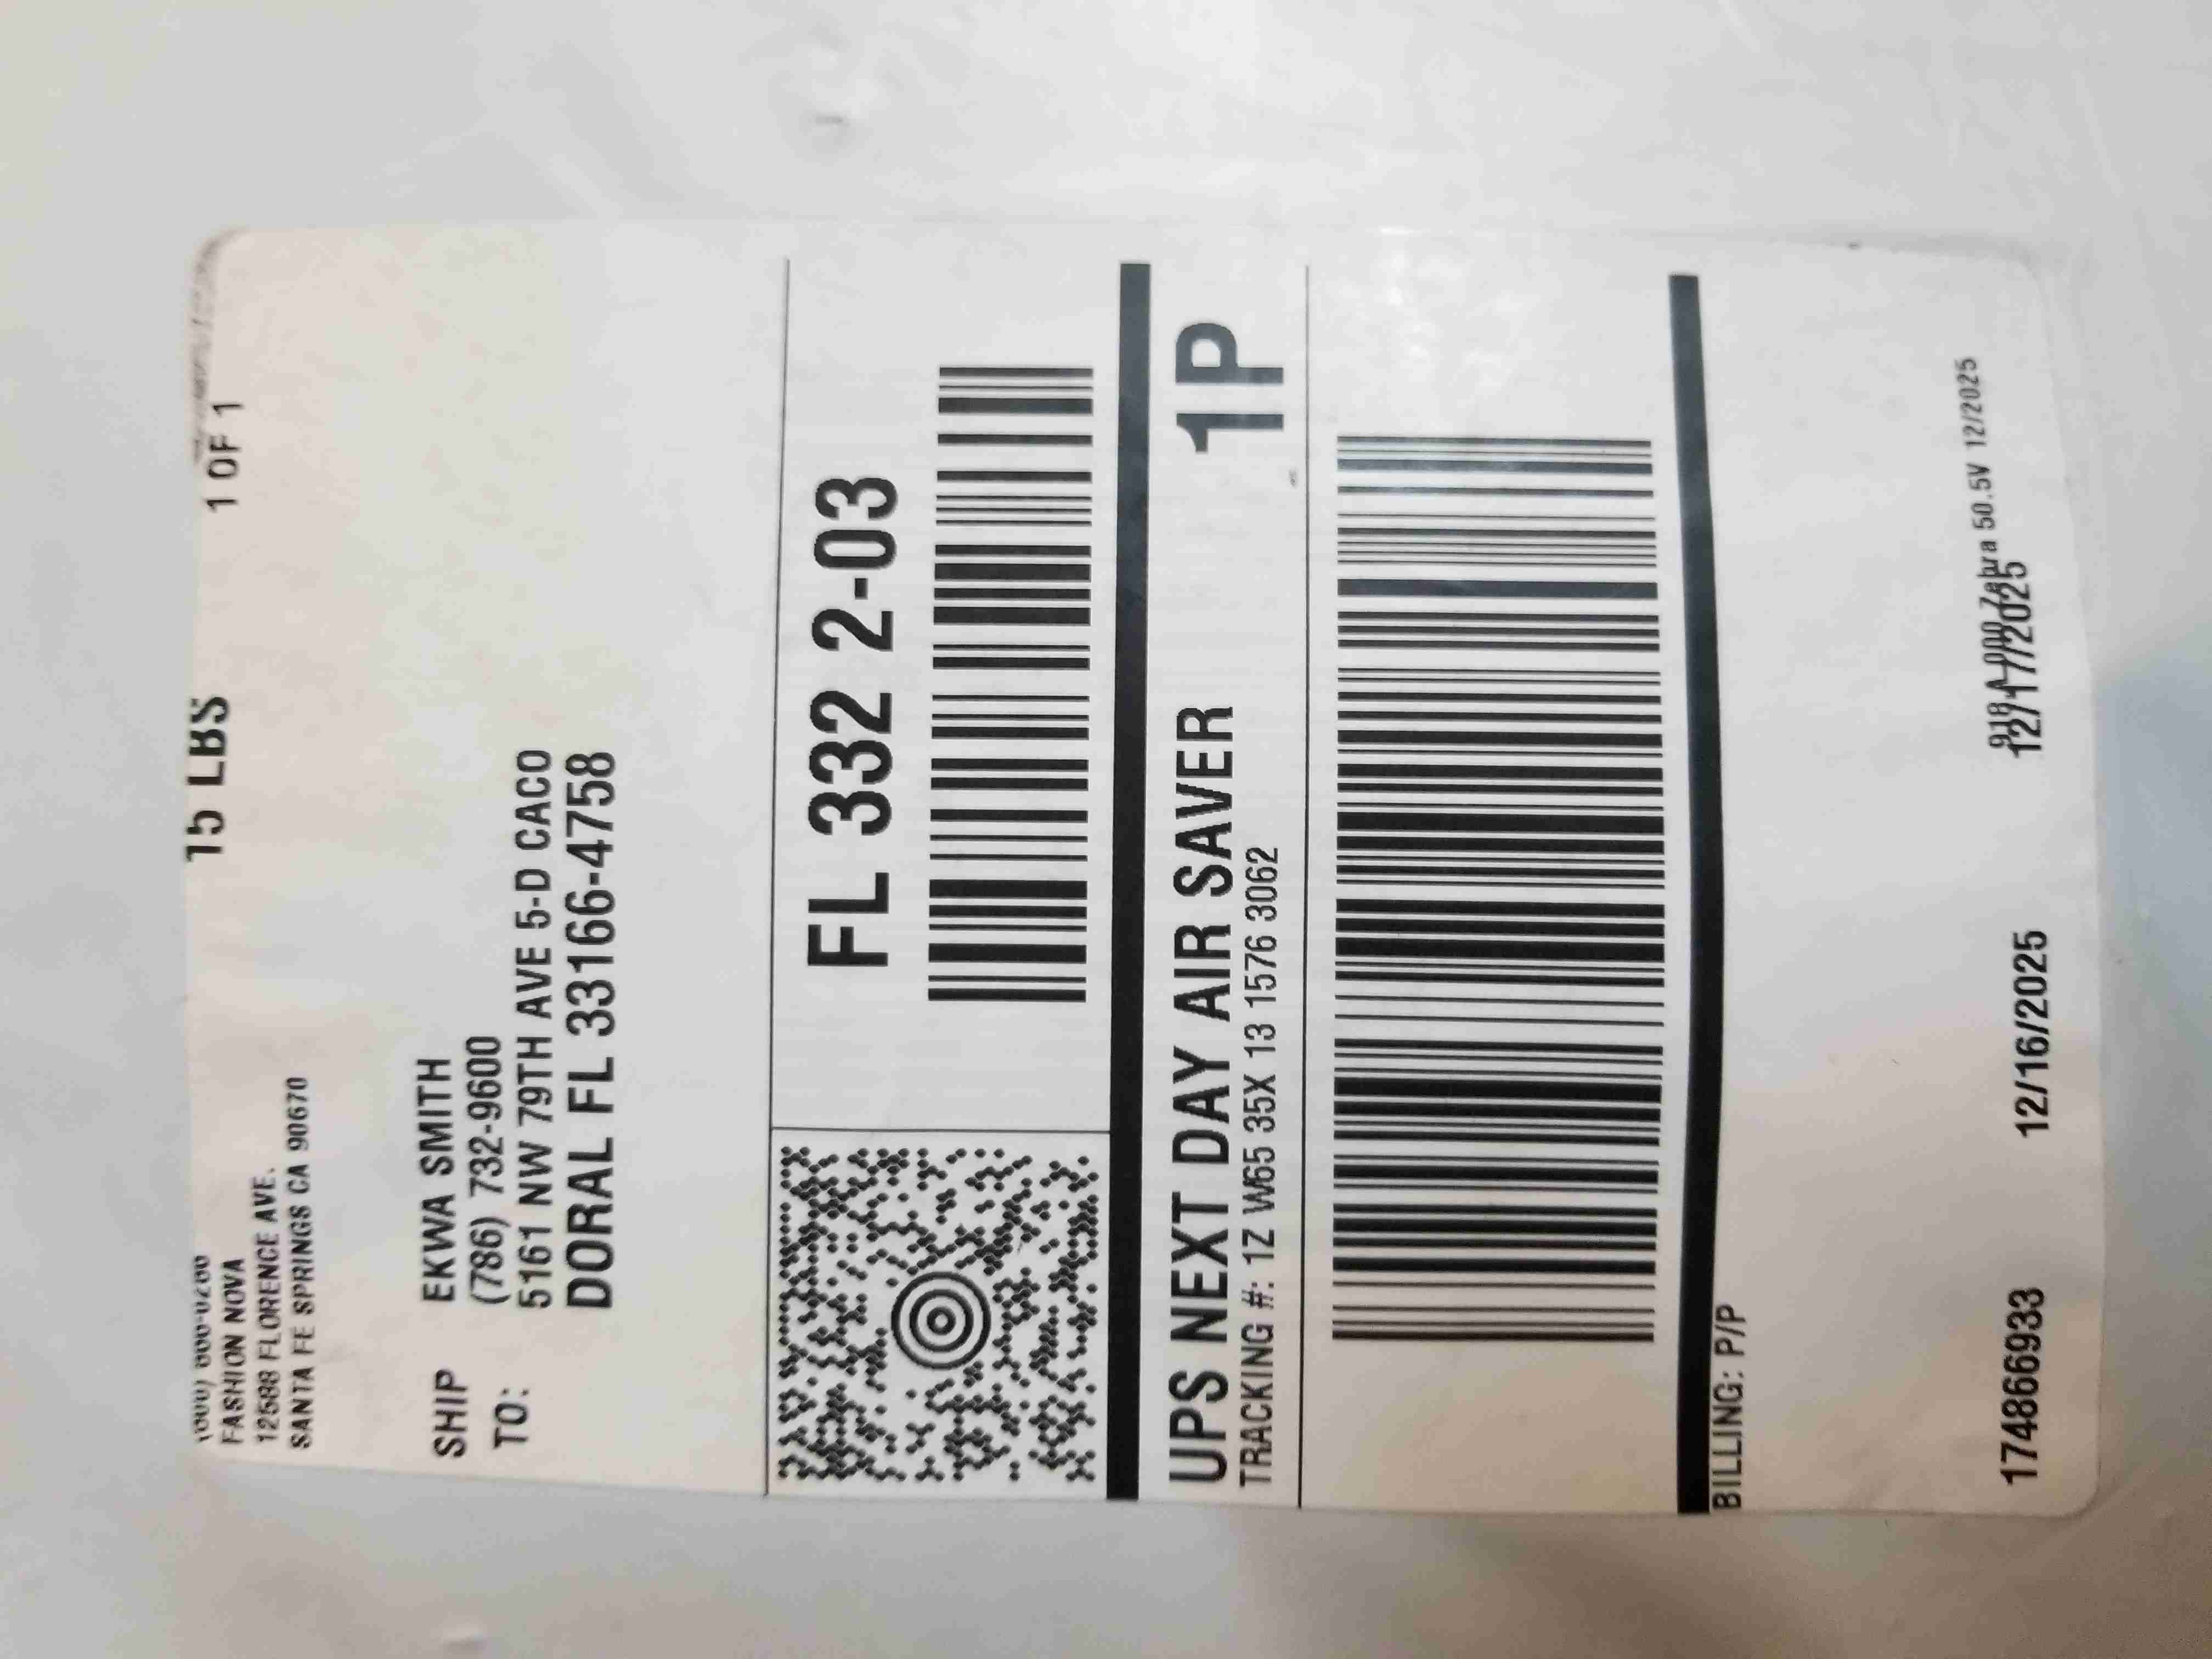 15 LBS 1 OF 1
FASHION NOVA
12588 FLORENCE AVE.
SANTA FE SPRINGS CA 90670
SHIP TO:
EKWA SMITH
(786) 732-9600
5161 NW 79TH AVE 5-D CACO
DORAL FL 33166-4758
FL 332 2-03
UPS NEXT DAY AIR SAVER 1P
TRACKING #: 1Z W65 35X 13 1576 3062
BILLING: P/P
50.5V 12/2025
174866933 12/16/2025 12/17/2025